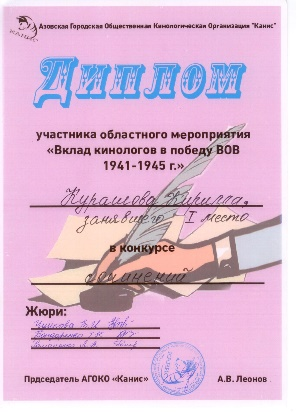 Азовская Городская Общественная Кинологическая Организация "Канис"
КАНИС
Диплом
участника областного мероприятия
«Вклад кинологов в победу ВОВ
1941-1945 г.»
Курашова Кирилла,
занявшего I место
в конкурсе
сочинений
Жюри:
Прдседатель АГОКО «Канис» А.В. Леонов